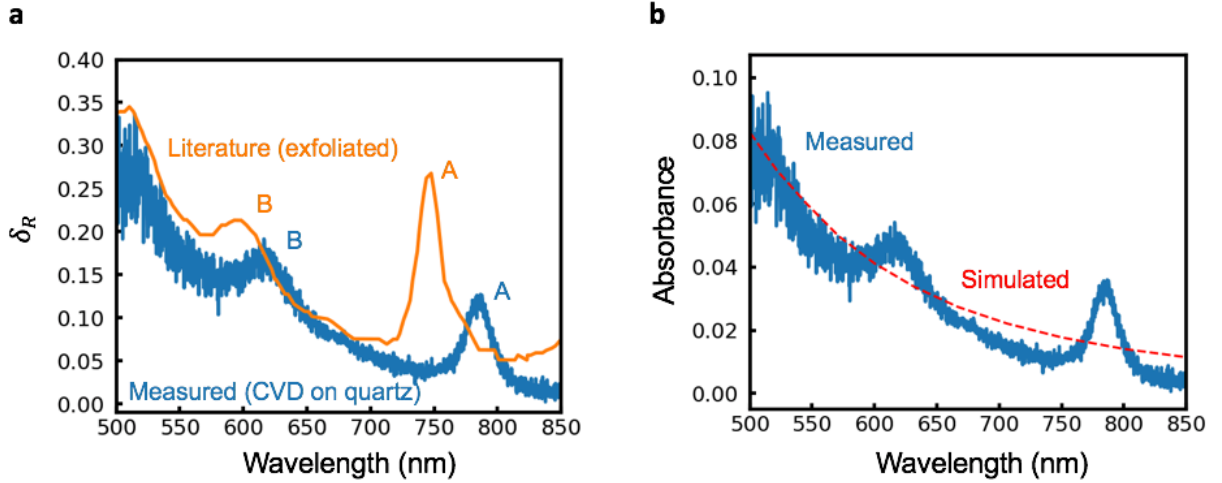 a
0.40
0.35
0.30
0.25
0.20
0.15
0.10
0.05
0.00
δR
Literature (exfoliated)
A
B
B
A
Measured (CVD on quartz)
500 550 600 650 700 750 800 850
Wavelength (nm)
b
0.10
0.08
0.06
0.04
0.02
0.00
Absorbance
Measured
Simulated
500 550 600 650 700 750 800 850
Wavelength (nm)